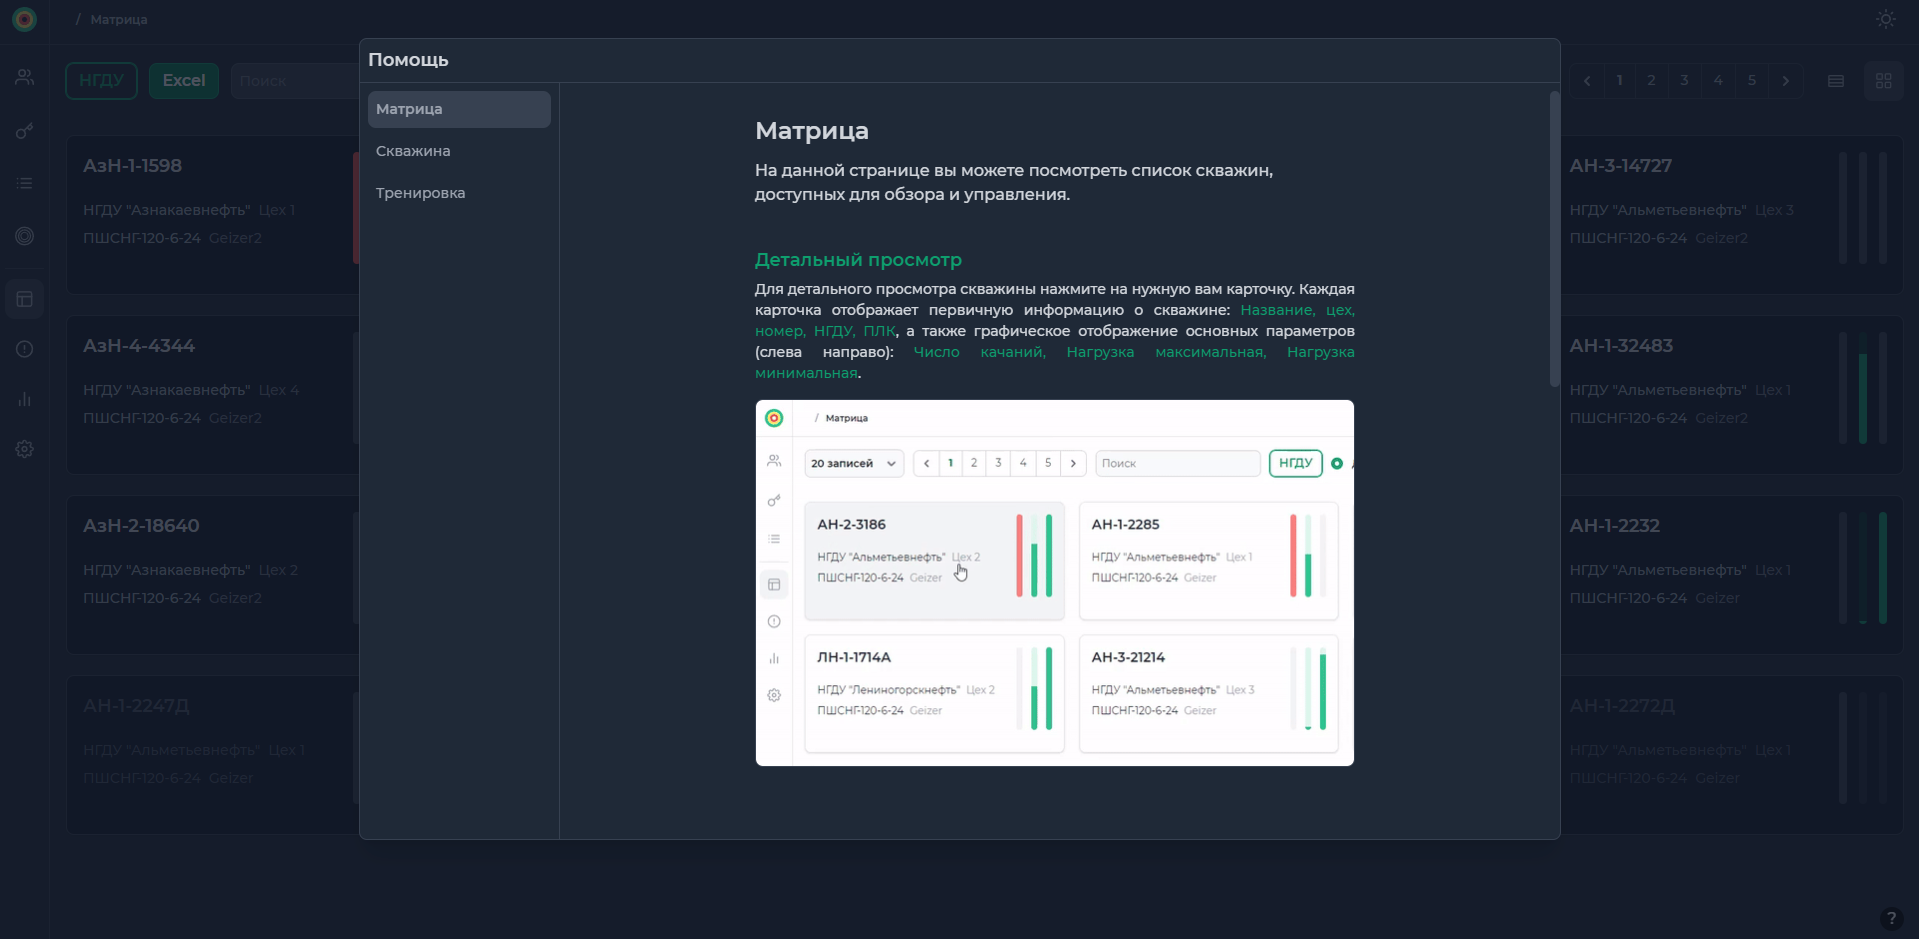 / Матрица
НГДУ
Excel
Поиск
1 2 3 4 5
АзН-1-1598
НГДУ "Азнакаевнефть" Цех 1
ПШСНГ-120-6-24 Geizer2
АзН-4-4344
НГДУ "Азнакаевнефть" Цех 4
ПШСНГ-120-6-24 Geizer2
АзН-2-18640
НГДУ "Азнакаевнефть" Цех 2
ПШСНГ-120-6-24 Geizer2
АН-1-2247Д
НГДУ "Альметьевнефть" Цех 1
ПШСНГ-120-6-24 Geizer
Помощь
Матрица
Скважина
Тренировка
Матрица
На данной странице вы можете посмотреть список скважин,
доступных для обзора и управления.
Детальный просмотр
Для детального просмотра скважины нажмите на нужную вам карточку. Каждая
карточка отображает первичную информацию о скважине: Название, цех,
номер, НГДУ, ПЛК, а также графическое отображение основных параметров
(слева направо): Число качаний, Нагрузка максимальная, Нагрузка
минимальная.
/ Матрица
20 записей
1 2 3 4 5
Поиск
НГДУ
АН-2-3186
НГДУ "Альметьевнефть" Цех 2
ПШСНГ-120-6-24 Geizer
АН-1-2285
НГДУ "Альметьевнефть" Цех 1
ПШСНГ-120-6-24 Geizer
ЛН-1-1714А
НГДУ "Лениногорскнефть" Цех 2
ПШСНГ-120-6-24 Geizer
АН-3-21214
НГДУ "Альметьевнефть" Цех 3
ПШСНГ-120-6-24 Geizer
АН-3-14727
НГДУ "Альметьевнефть" Цех 3
ПШСНГ-120-6-24 Geizer2
АН-1-32483
НГДУ "Альметьевнефть" Цех 1
ПШСНГ-120-6-24 Geizer2
АН-1-2232
НГДУ "Альметьевнефть" Цех 1
ПШСНГ-120-6-24 Geizer
АН-1-2272Д
НГДУ "Альметьевнефть" Цех 1
ПШСНГ-120-6-24 Geizer
?